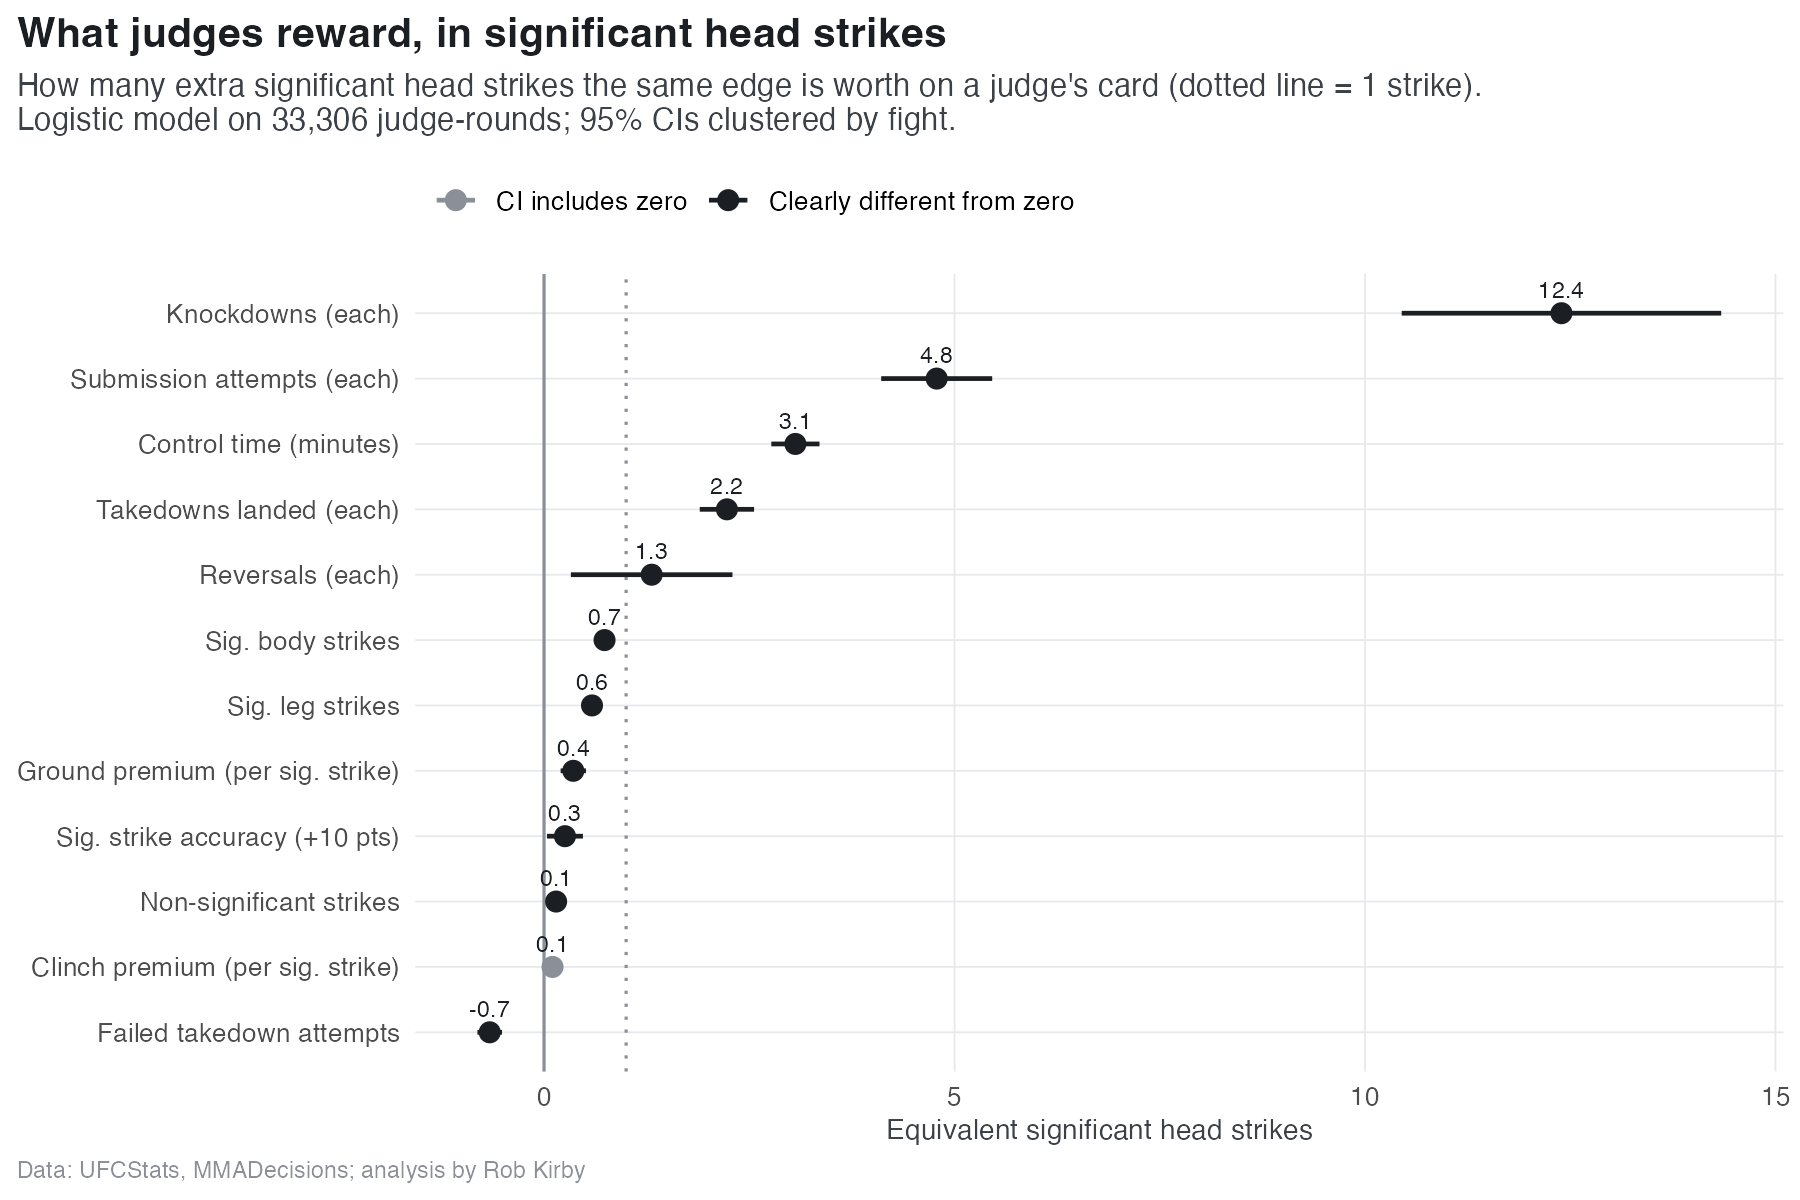 What judges reward, in significant head strikes
How many extra significant head strikes the same edge is worth on a judge's card (dotted line = 1 strike).
Logistic model on 33,306 judge-rounds; 95% CIs clustered by fight.
CI includes zero
Clearly different from zero
Knockdowns (each)
12.4
Submission attempts (each)
4.8
Control time (minutes)
3.1
Takedowns landed (each)
2.2
Reversals (each)
1.3
Sig. body strikes
0.7
Sig. leg strikes
0.6
Ground premium (per sig. strike)
0.4
Sig. strike accuracy (+10 pts)
0.3
Non-significant strikes
0.1
Clinch premium (per sig. strike)
0.1
Failed takedown attempts
-0.7
0 5 10 15
Equivalent significant head strikes
Data: UFCStats, MMADecisions; analysis by Rob Kirby